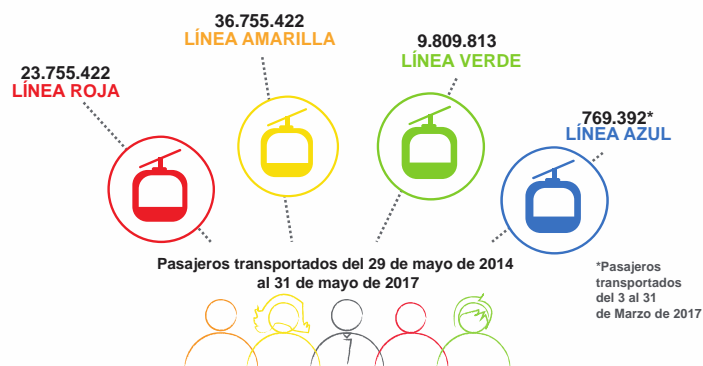 36.755.422
LÍNEA AMARILLA
9.809.813
LÍNEA VERDE
23.755.422
LÍNEA ROJA
769.392*
LÍNEA AZUL
Pasajeros transportados del 29 de mayo de 2014
al 31 de mayo de 2017
*Pasajeros
transportados
del 3 al 31
de Marzo de 2017